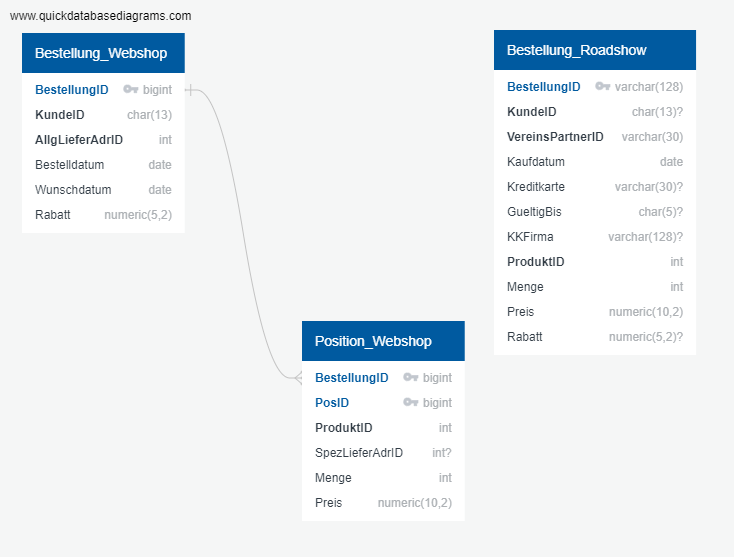 www.quickdatabasediagrams.com
Bestellung_Webshop
BestellungID bigint
KundeID char(13)
AllgLieferAdrID int
Bestelldatum date
Wunschdatum date
Rabatt numeric(5,2)
Bestellung_Roadshow
BestellungID varchar(128)
KundeID char(13)?
VereinsPartnerID varchar(30)
Kaufdatum date
Kreditkarte varchar(30)?
GueltigBis char(5)?
KKFirma varchar(128)?
ProduktID int
Menge int
Preis numeric(10,2)
Rabatt numeric(5,2)?
Position_Webshop
BestellungID bigint
PosID bigint
ProduktID int
SpezLieferAdrID int?
Menge int
Preis numeric(10,2)